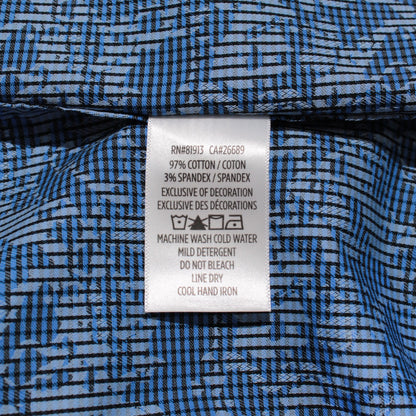 RN#81913 CA#26689
97% COTTON / COTON
3% SPANDEX / SPANDEX
EXCLUSIVE OF DECORATION
EXCLUSIVE DES DÉCORATIONS
MACHINE WASH COLD WATER
MILD DETERGENT
DO NOT BLEACH
LINE DRY
COOL HAND IRON